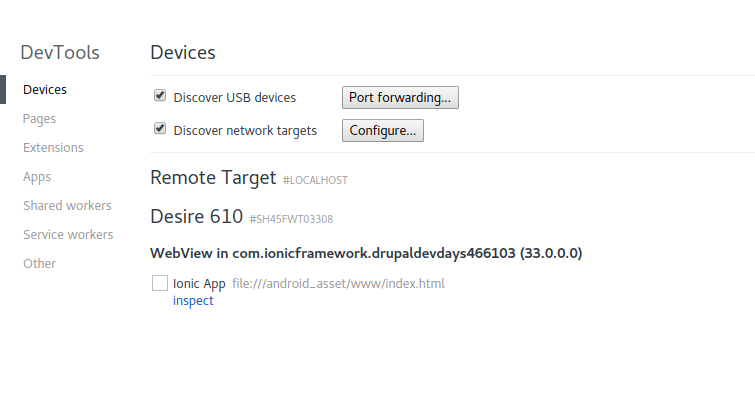 DevTools
Devices
Pages
Extensions
Apps
Shared workers
Service workers
Other
Devices
Discover USB devices Port forwarding...
Discover network targets Configure...
Remote Target #LOCALHOST
Desire 610 #SH45FWT03308
WebView in com.ionicframework.drupaldevdays466103 (33.0.0.0)
Ionic App file:///android_asset/www/index.html
inspect